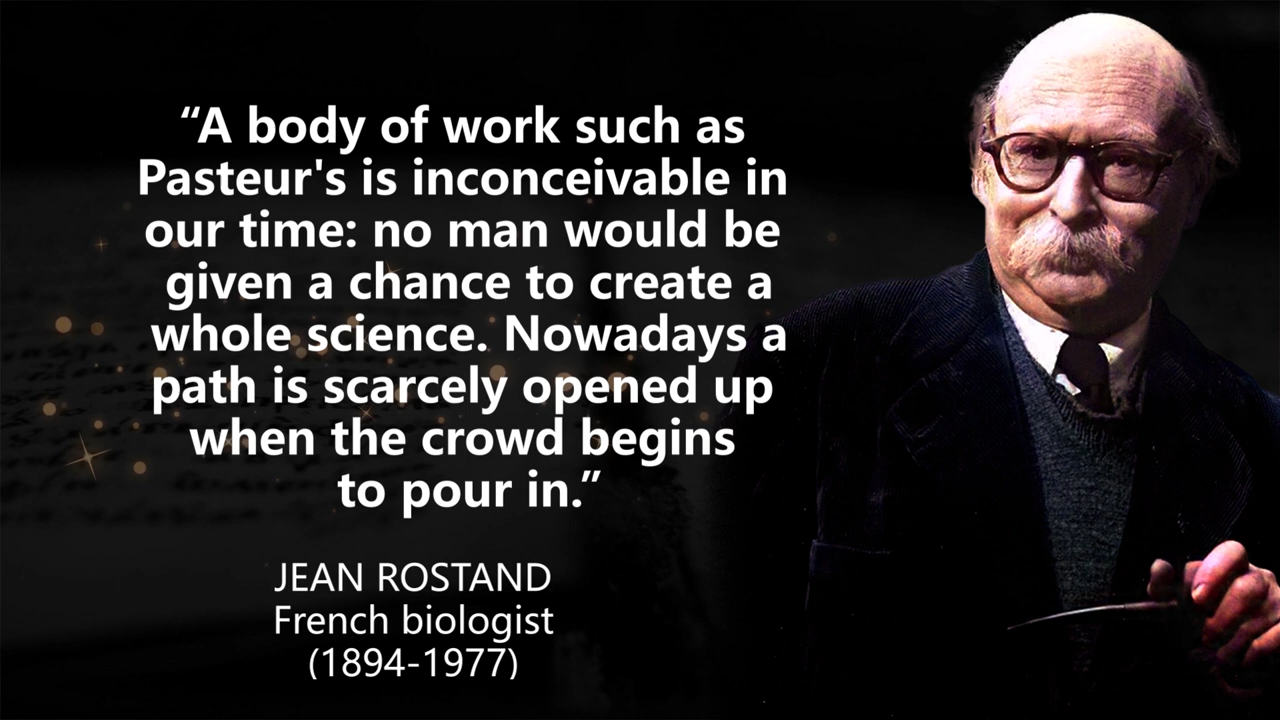 “A body of work such as
Pasteur's is inconceivable in
our time: no man would be
given a chance to create a
whole science. Nowadays a
path is scarcely opened up
when the crowd begins
to pour in.”
JEAN ROSTAND
French biologist
(1894-1977)